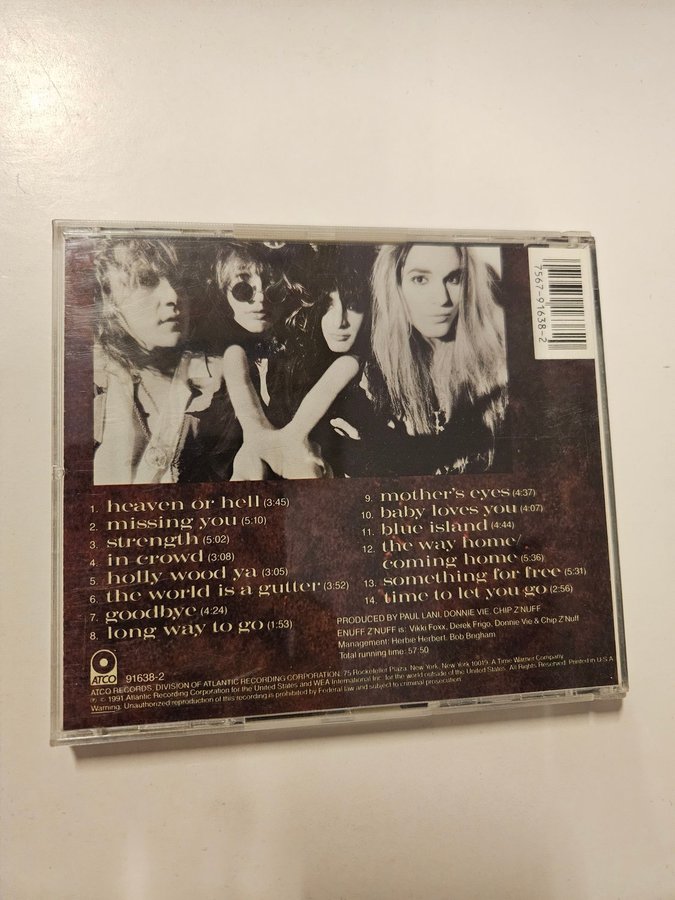 7567-91638-2
1. heaven or hell (3:45)
2. missing you (5:10)
3. strength (5:02)
4. in crowd (3:08)
5. holly wood ya (3:05)
6. the world is a gutter (3:52)
7. goodbye (4:24)
8. long way to go (1:53)
9. mother's eyes (4:37)
10. baby loves you (4:07)
11. blue island (4:44)
12. the way home/
coming home (5:36)
13. something for free (5:31)
14. time to let you go (2:56)
PRODUCED BY PAUL LANI, DONNIE VIE, CHIP Z'NUFF
ENUFF Z'NUFF is: Vikki Foxx, Derek Frigo, Donnie Vie & Chip Z'Nuff
Management: Herbie Herbert, Bob Brigham
Total running time: 57:50
ATCO
91638-2
ATCO RECORDS, DIVISION OF ATLANTIC RECORDING CORPORATION, 75 Rockefeller Plaza, New York, New York 10019. A Time Warner Company.
℗ © 1991 Atlantic Recording Corporation for the United States and WEA International Inc. for the world outside of the United States. All Rights Reserved. Printed in U.S.A.
Warning: Unauthorized reproduction of this recording is prohibited by Federal law and subject to criminal prosecution.